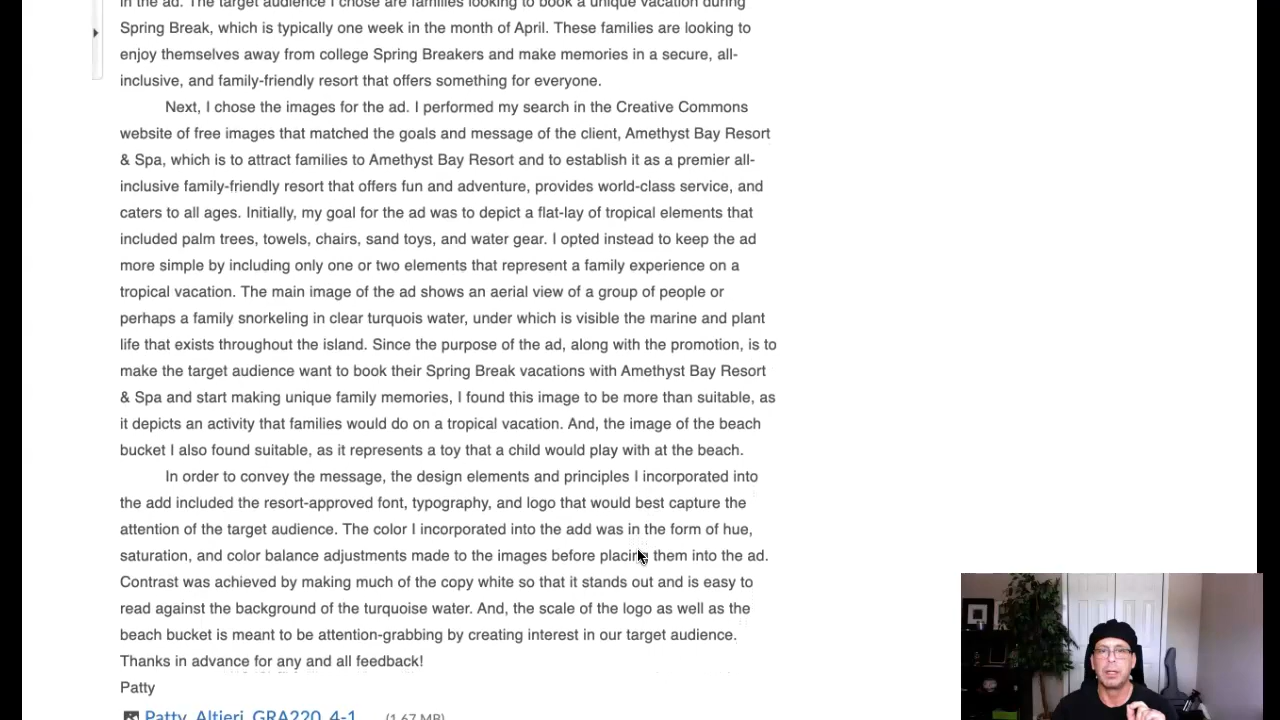 in the ad. The target audience I chose are families looking to book a unique vacation during
Spring Break, which is typically one week in the month of April. These families are looking to
enjoy themselves away from college Spring Breakers and make memories in a secure, all-
inclusive, and family-friendly resort that offers something for everyone.
Next, I chose the images for the ad. I performed my search in the Creative Commons
website of free images that matched the goals and message of the client, Amethyst Bay Resort
& Spa, which is to attract families to Amethyst Bay Resort and to establish it as a premier all-
inclusive family-friendly resort that offers fun and adventure, provides world-class service, and
caters to all ages. Initially, my goal for the ad was to depict a flat-lay of tropical elements that
included palm trees, towels, chairs, sand toys, and water gear. I opted instead to keep the ad
more simple by including only one or two elements that represent a family experience on a
tropical vacation. The main image of the ad shows an aerial view of a group of people or
perhaps a family snorkeling in clear turquois water, under which is visible the marine and plant
life that exists throughout the island. Since the purpose of the ad, along with the promotion, is to
make the target audience want to book their Spring Break vacations with Amethyst Bay Resort
& Spa and start making unique family memories, I found this image to be more than suitable, as
it depicts an activity that families would do on a tropical vacation. And, the image of the beach
bucket I also found suitable, as it represents a toy that a child would play with at the beach.
In order to convey the message, the design elements and principles I incorporated into
the add included the resort-approved font, typography, and logo that would best capture the
attention of the target audience. The color I incorporated into the add was in the form of hue,
saturation, and color balance adjustments made to the images before placing them into the ad.
Contrast was achieved by making much of the copy white so that it stands out and is easy to
read against the background of the turquoise water. And, the scale of the logo as well as the
beach bucket is meant to be attention-grabbing by creating interest in our target audience.
Thanks in advance for any and all feedback!
Patty
Patty_Altieri_GRA220_4-1 (1.67 MB)